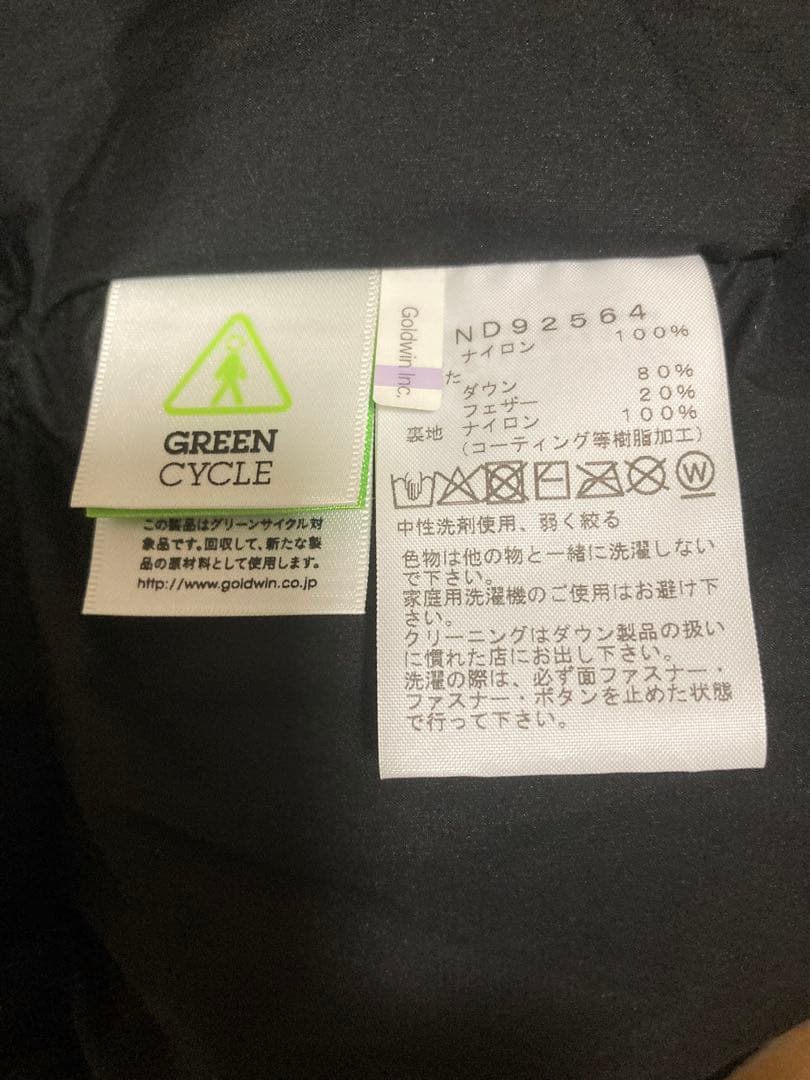 GREEN
CYCLE
この製品はグリーンサイクル対
象品です。回収して、新たな製
品の原材料として使用します。
http://www.goldwin.co.jp
Goldwin Inc.
ND92564
ナイロン 100%
た
ダウン 80%
フェザー 20%
裏地 ナイロン 100%
(コーティング等樹脂加工)
W
中性洗剤使用、弱く絞る
色物は他の物と一緒に洗濯しない
で下さい。
家庭用洗濯機のご使用はお避け下
さい。
クリーニングはダウン製品の扱い
に慣れた店にお出し下さい。
洗濯の際は、必ず面ファスナー・
ファスナー・ボタンを止めた状態
で行って下さい。